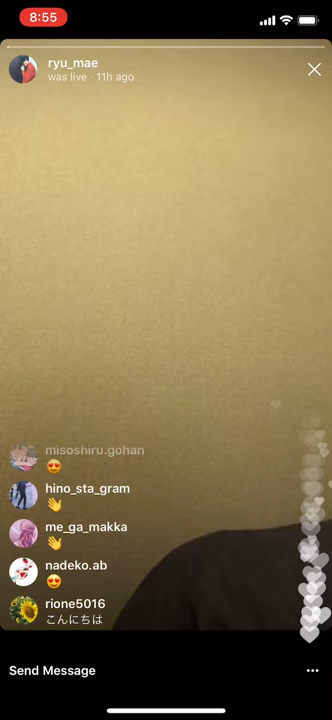 8:55
ryu_mae
was live · 11h ago
misoshiru.gohan
😍
hino_sta_gram
👋
me_ga_makka
👋
nadeko.ab
😍
rione5016
こんにちは
Send Message